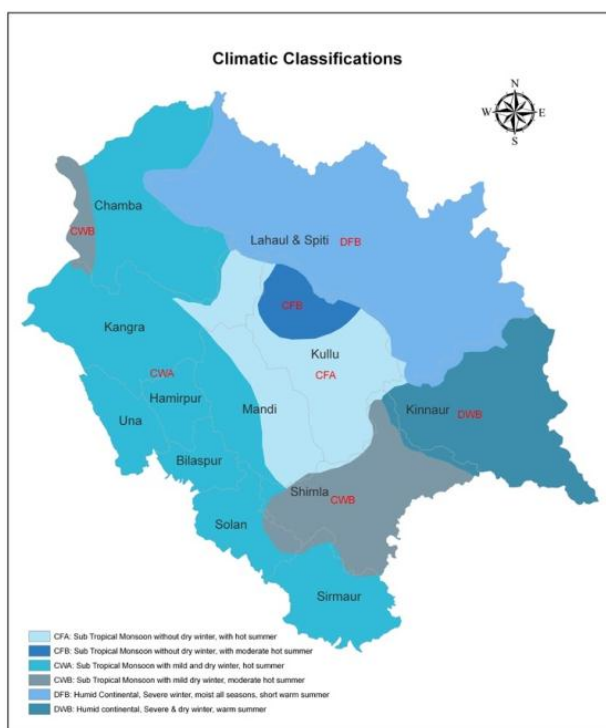 Climatic Classifications
N
W
E
S
Chamba
CWB
Lahaul & Spiti
DFB
CFB
Kangra
Kullu
CWA
CFA
Hamirpur
Mandi
Kinnaur
DWB
Una
Bilaspur
Shimla
CWB
Solan
Sirmaur
CFA: Sub Tropical Monsoon without dry winter, with hot summer
CFB: Sub Tropical Monsoon without dry winter, with moderate hot summer
CWA: Sub Tropical Monsoon with mild and dry winter, hot summer
CWB: Sub Tropical Monsoon with mild dry winter, moderate hot summer
DFB: Humid Continental, Severe winter, moist all seasons, short warm summer
DWB: Humid continental, Severe & dry winter, warm summer